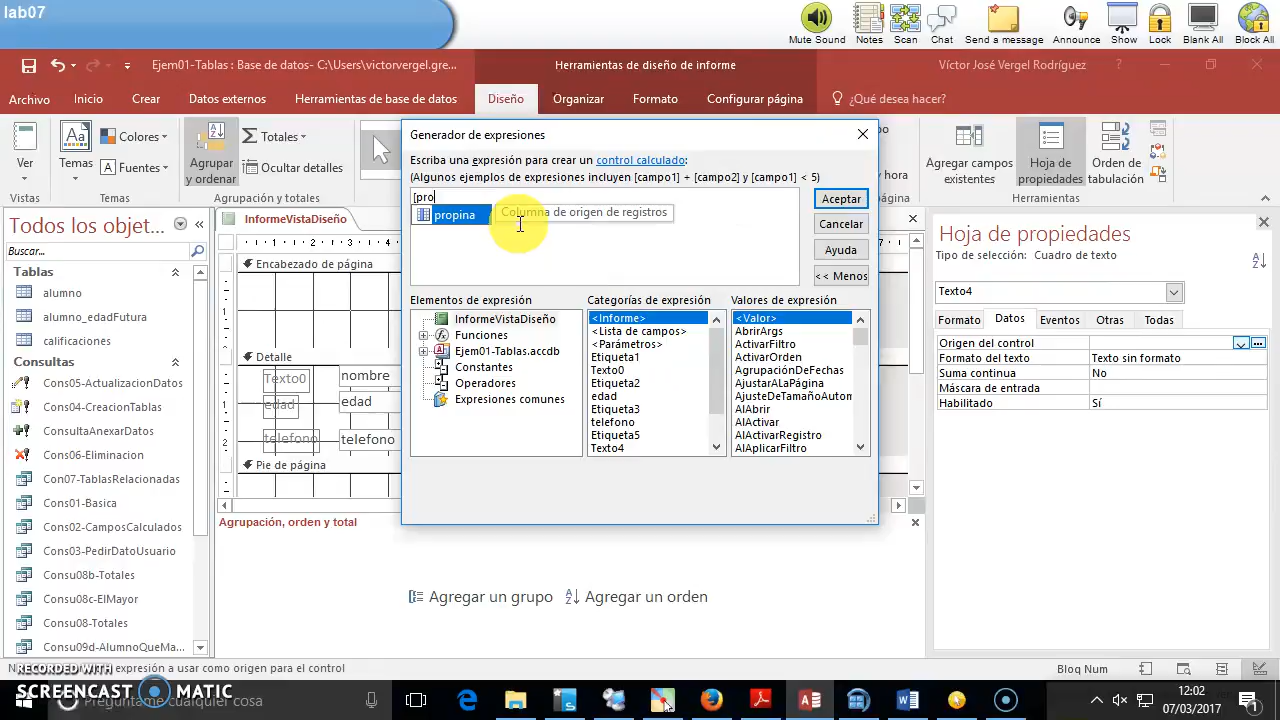 lab07
Mute Sound Notes Scan Chat Send a message Announce Show Lock Blank All Block All
Ejem01-Tablas : Base de datos- C:\Users\victorvergel.gre...
Herramientas de diseño de informe
Víctor José Vergel Rodríguez
Archivo Inicio Crear Datos externos Herramientas de base de datos Diseño Organizar Formato Configurar página ¿Qué desea hacer?
Ver
Vistas
Temas
Colores
Fuentes
Temas
Agrupar y ordenar
Totales
Ocultar detalles
Agrupación y totales
Agregar campos existentes
Hoja de propiedades
Orden de tabulación
Herramientas
Generador de expresiones
Escriba una expresión para crear un control calculado:
(Algunos ejemplos de expresiones incluyen [campo1] + [campo2] y [campo1] < 5)
[pro
propina
Columna de origen de registros
Aceptar
Cancelar
Ayuda
<< Menos
Elementos de expresión
InformeVistaDiseño
Funciones
Ejem01-Tablas.accdb
Constantes
Operadores
Expresiones comunes
Categorías de expresión
<Informe>
<Lista de campos>
<Parámetros>
Etiqueta1
Texto0
Etiqueta2
edad
Etiqueta3
telefono
Etiqueta5
Texto4
Valores de expresión
<Valor>
AbrirArgs
ActivarFiltro
ActivarOrden
AgrupaciónDeFechas
AjustarALaPágina
AjusteDeTamañoAutom
AlAbrir
AlActivar
AlActivarRegistro
AlAplicarFiltro
Todos los objet...
Buscar...
Tablas
alumno
alumno_edadFutura
calificaciones
Consultas
Cons05-ActualizacionDatos
Cons04-CreacionTablas
ConsultaAnexarDatos
Cons06-Eliminacion
Con07-TablasRelacionadas
Cons01-Basica
Cons02-CamposCalculados
Cons03-PedirDatoUsuario
Consu08b-Totales
Consu08c-ElMayor
Consu08-Totales
Consu09d-AlumnoQueMa...
InformeVistaDiseño
Encabezado de página
Detalle
Texto0 nombre
edad edad
telefono telefono
Pie de página
Agrupación, orden y total
Agregar un grupo Agregar un orden
Hoja de propiedades
Tipo de selección: Cuadro de texto
Texto4
Formato Datos Eventos Otras Todas
Origen del control
Formato del texto Texto sin formato
Suma continua No
Máscara de entrada
Habilitado Sí
expresión a usar como origen para el control
Bloq Num
RECORDED WITH
SCREENCAST MATIC
Pregúntame cualquier cosa
12:02
07/03/2017